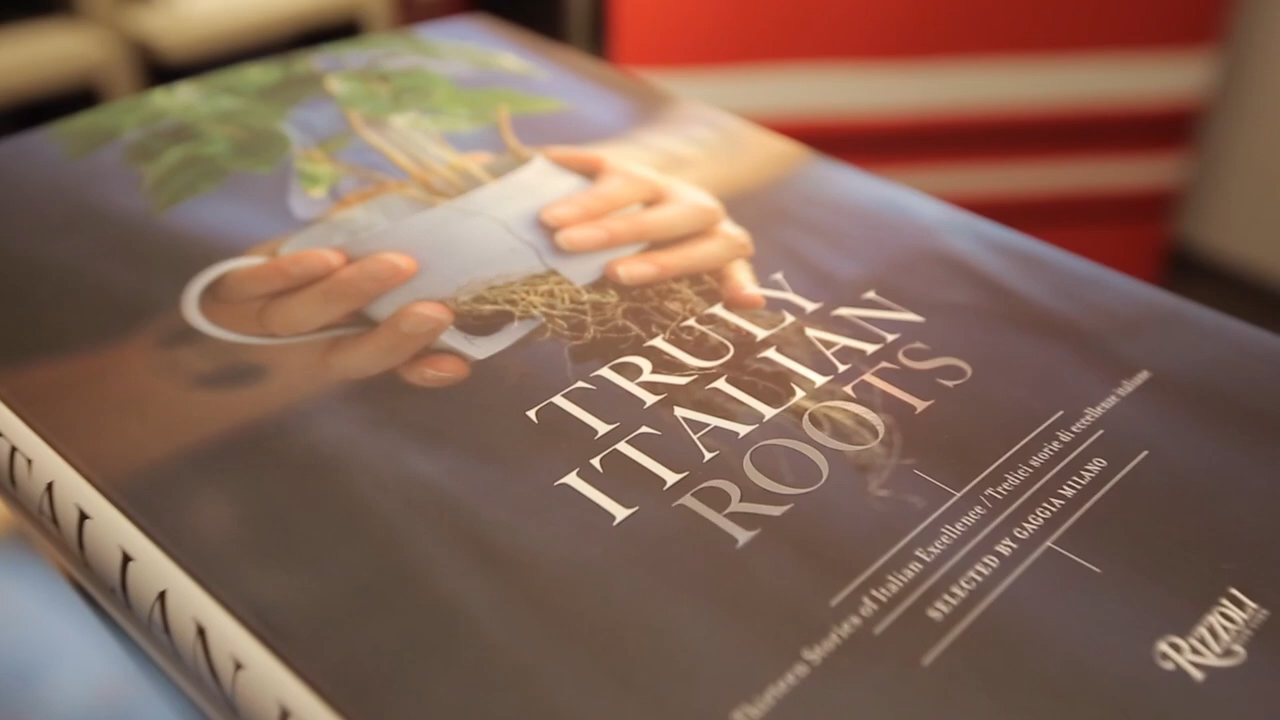 TRULY
ITALIAN
ROOTS
Thirteen Stories of Italian Excellence / Tredici storie di eccellenze italiane
SELECTED BY GAGGIA MILANO
RIZZOLI
ITALIAN